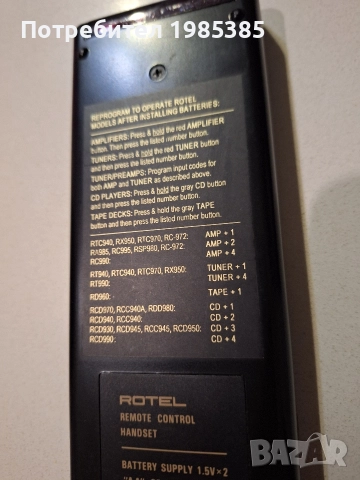 Потребител 1985385
REPROGRAM TO OPERATE ROTEL
MODELS AFTER INSTALLING BATTERIES:
AMPLIFIERS: Press & hold the red AMPLIFIER
button. Then press the listed number button.
TUNERS: Press & hold the red TUNER button
and then press the listed number button.
TUNER/PREAMPS: Program input codes for
both AMP and TUNER as described above.
CD PLAYERS: Press & hold the gray CD button
and then press the listed number button.
TAPE DECKS: Press & hold the gray TAPE
button and then press the listed number button.
RTC940, RX950, RTC970, RC-972: AMP + 1
RA985, RC995, RSP980, RC-972: AMP + 2
RC990: AMP + 4
RT940, RTC940, RTC970, RX950: TUNER + 1
RT990: TUNER + 4
RD960: TAPE + 1
RCD970, RCC940A, RDD980: CD + 1
RCD940, RCC940: CD + 2
RCD930, RCD945, RCC945, RCD950: CD + 3
RCD990: CD + 4
ROTEL
REMOTE CONTROL
HANDSET
BATTERY SUPPLY 1.5V×2
BAZAR